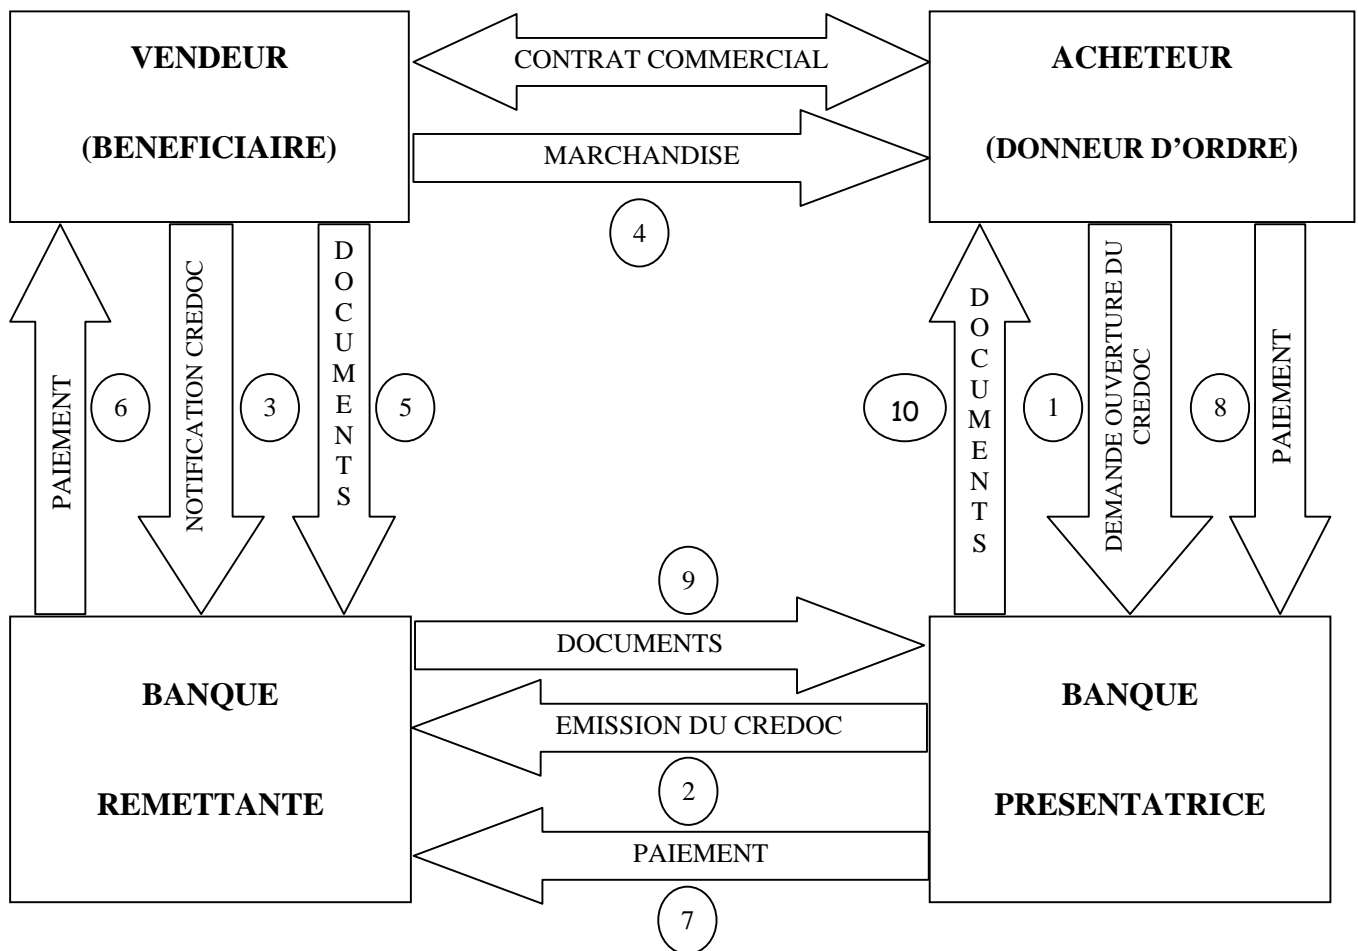 VENDEUR
(BENEFICIAIRE)
CONTRAT COMMERCIAL
MARCHANDISE
4
ACHETEUR
(DONNEUR D’ORDRE)
PAIEMENT
6
NOTIFICATION CREDOC
3
DOCUMENTS
5
10
DOCUMENTS
1
DEMANDE OUVERTURE DU
CREDOC
8
PAIEMENT
9
DOCUMENTS
EMISSION DU CREDOC
2
PAIEMENT
7
BANQUE
REMETTANTE
BANQUE
PRESENTATRICE